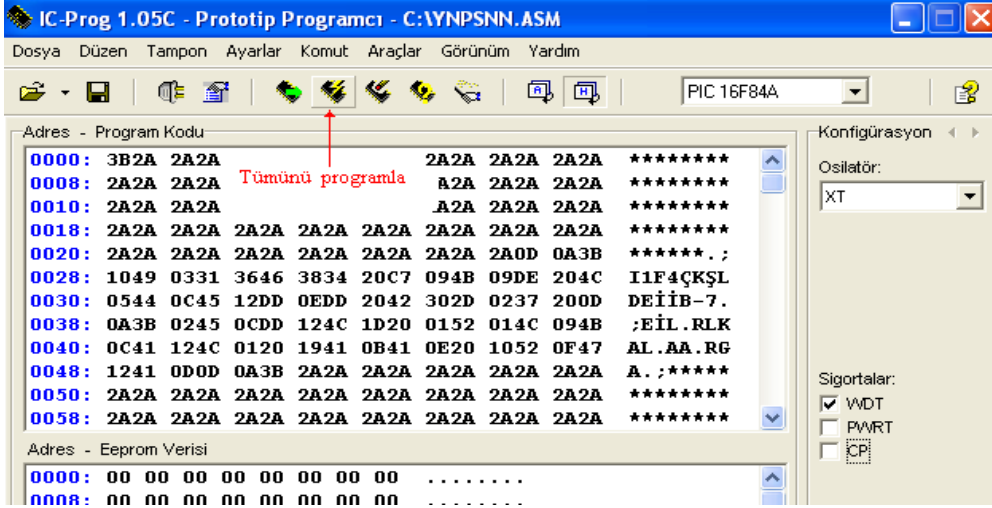 IC-Prog 1.05C - Prototip Programcı - C:\YNPSNN.ASM
Dosya Düzen Tampon Ayarlar Komut Araçlar Görünüm Yardım
PIC 16F84A
Adres - Program Kodu
0000: 3B2A 2A2A 2A2A 2A2A 2A2A ********
0008: 2A2A 2A2A A2A 2A2A 2A2A ********
Tümünü programla
0010: 2A2A 2A2A A2A 2A2A 2A2A ********
0018: 2A2A 2A2A 2A2A 2A2A 2A2A 2A2A 2A2A 2A2A ********
0020: 2A2A 2A2A 2A2A 2A2A 2A2A 2A2A 2A0D 0A3B ******.;
0028: 1049 0331 3646 3834 20C7 094B 09DE 204C I1F4ÇKŞL
0030: 0544 0C45 12DD 0EDD 2042 302D 0237 200D DEİİB-7.
0038: 0A3B 0245 0CDD 124C 1D20 0152 014C 094B ;EİL.RLK
0040: 0C41 124C 0120 1941 0B41 0E20 1052 0F47 AL.AA.RG
0048: 1241 0D0D 0A3B 2A2A 2A2A 2A2A 2A2A 2A2A A.;*****
0050: 2A2A 2A2A 2A2A 2A2A 2A2A 2A2A 2A2A 2A2A ********
0058: 2A2A 2A2A 2A2A 2A2A 2A2A 2A2A 2A2A 2A2A ********
Adres - Eeprom Verisi
0000: 00 00 00 00 00 00 00 00 ........
0008: 00 00 00 00 00 00 00 00 ........
Konfigürasyon
Osilatör:
XT
Sigortalar:
WDT
PWRT
CP